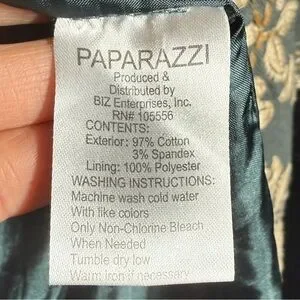 PAPARAZZI
Produced &
Distributed by
BIZ Enterprises, Inc.
RN# 105556
CONTENTS:
Exterior: 97% Cotton
3% Spandex
Lining: 100% Polyester
WASHING INSTRUCTIONS:
Machine wash cold water
With like colors
Only Non-Chlorine Bleach
When Needed
Tumble dry low
Warm iron if necessary